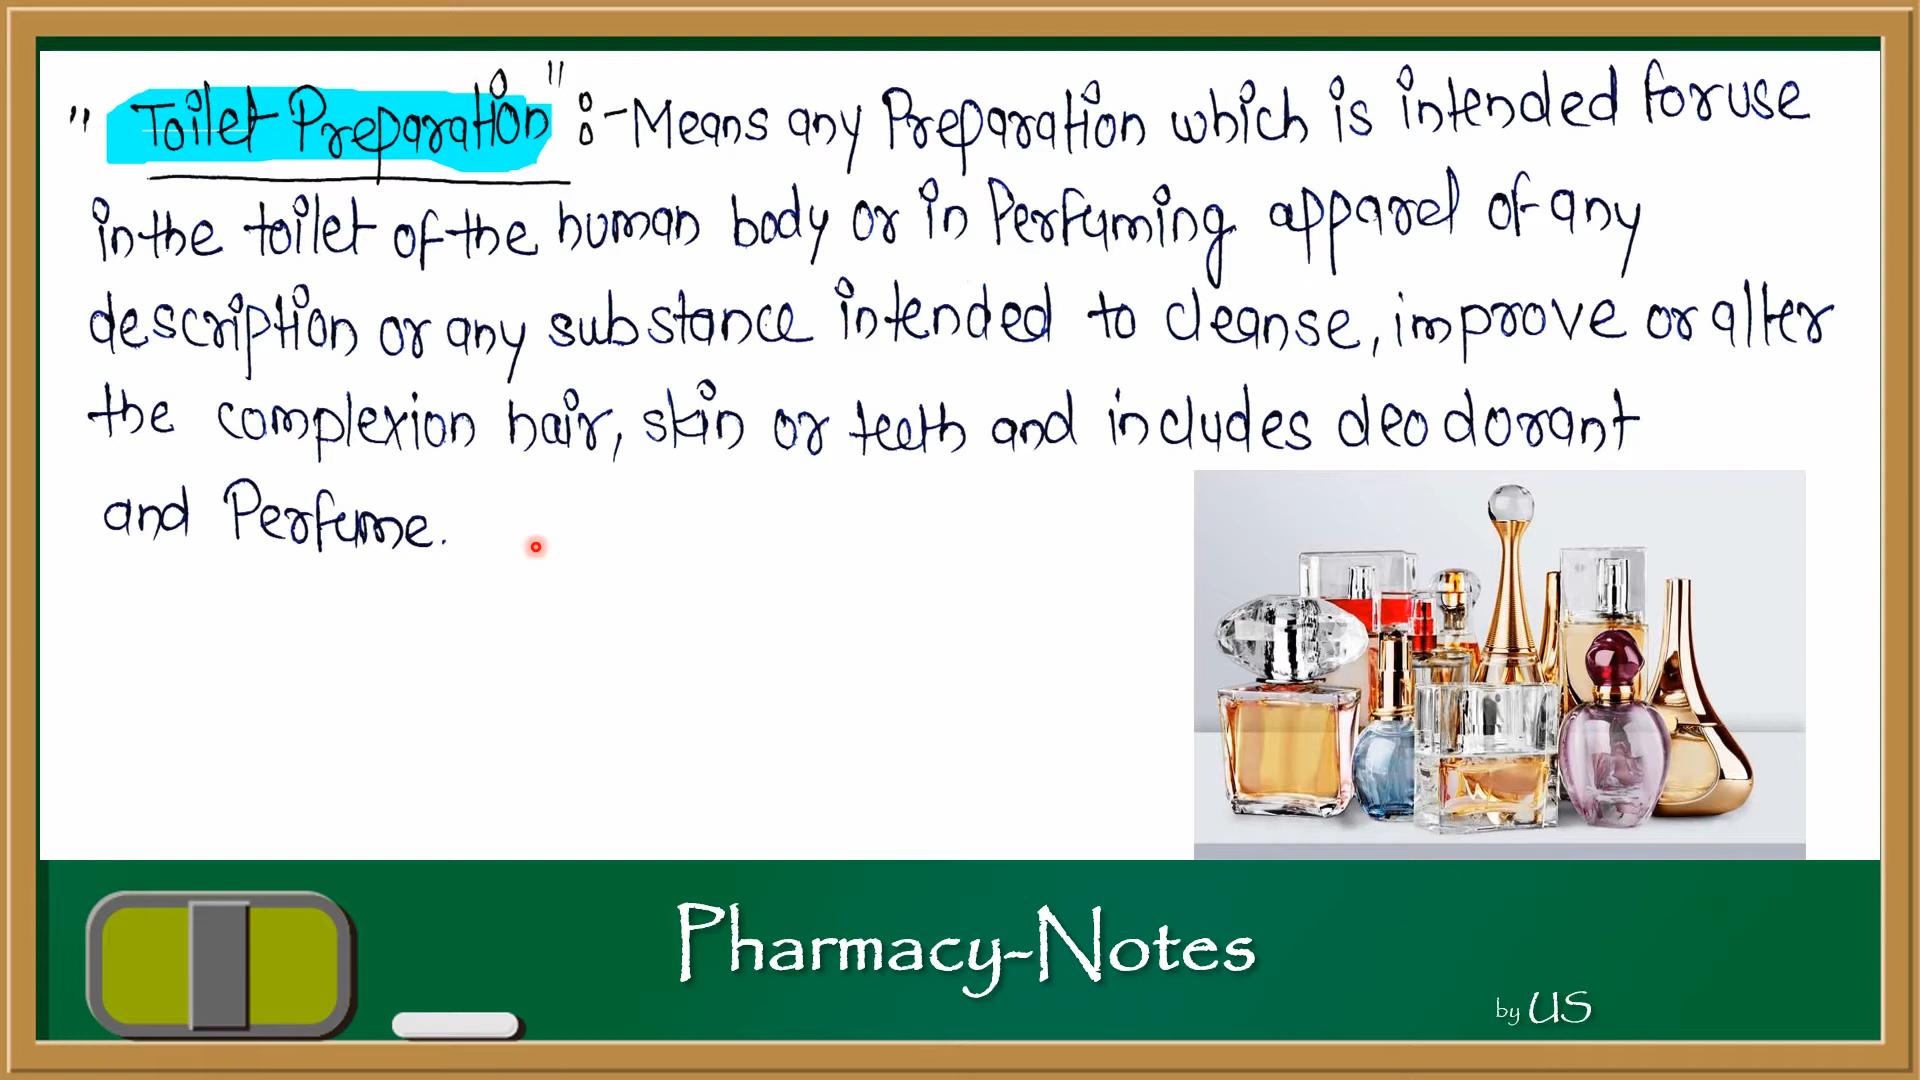 "Toilet Preparation" :- Means any Preparation which is intended for use
in the toilet of the human body or in Perfuming apparel of any
description or any substance intended to cleanse, improve or alter
the complexion hair, skin or teeth and includes deodorant
and Perfume.
Pharmacy-Notes
by US